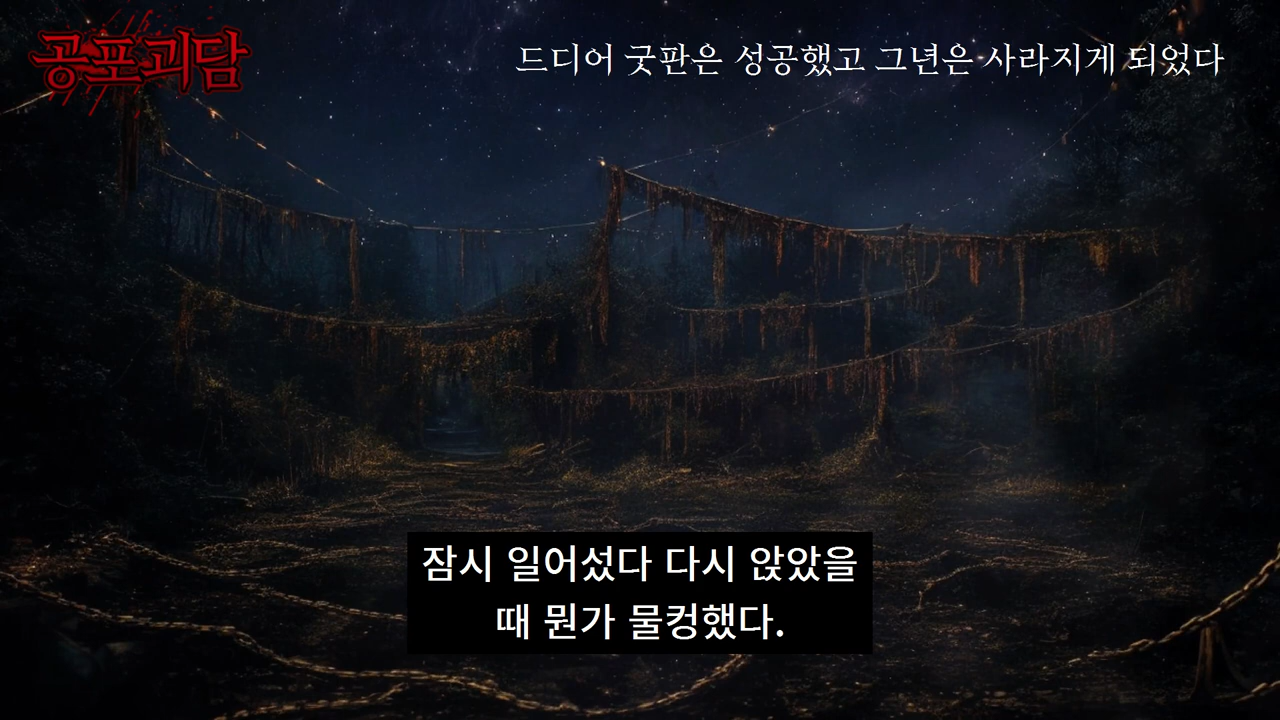 공포괴담
드디어 굿판은 성공했고 그년은 사라지게 되었다
잠시 일어섰다 다시 앉았을
때 뭔가 물컹했다.